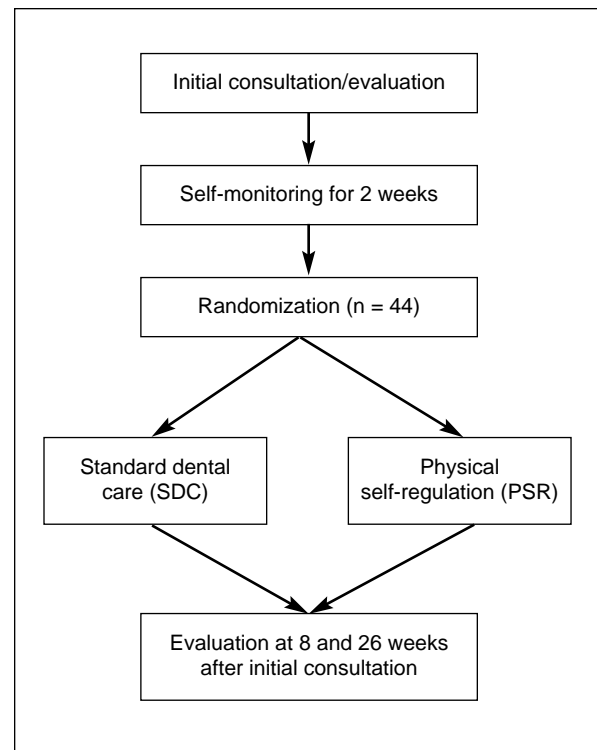 Initial consultation/evaluation
Self-monitoring for 2 weeks
Randomization (n = 44)
Standard dental
care (SDC)
Physical
self-regulation (PSR)
Evaluation at 8 and 26 weeks
after initial consultation